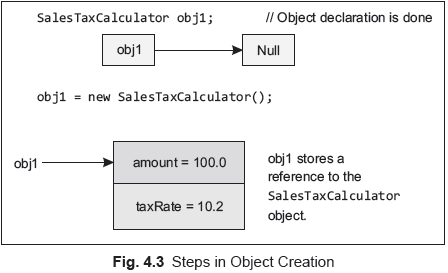 SalesTaxCalculator obj1; // Object declaration is done
obj1 Null
obj1 = new SalesTaxCalculator();
obj1 amount = 100.0
taxRate = 10.2
obj1 stores a
reference to the
SalesTaxCalculator
object.
Fig. 4.3 Steps in Object Creation